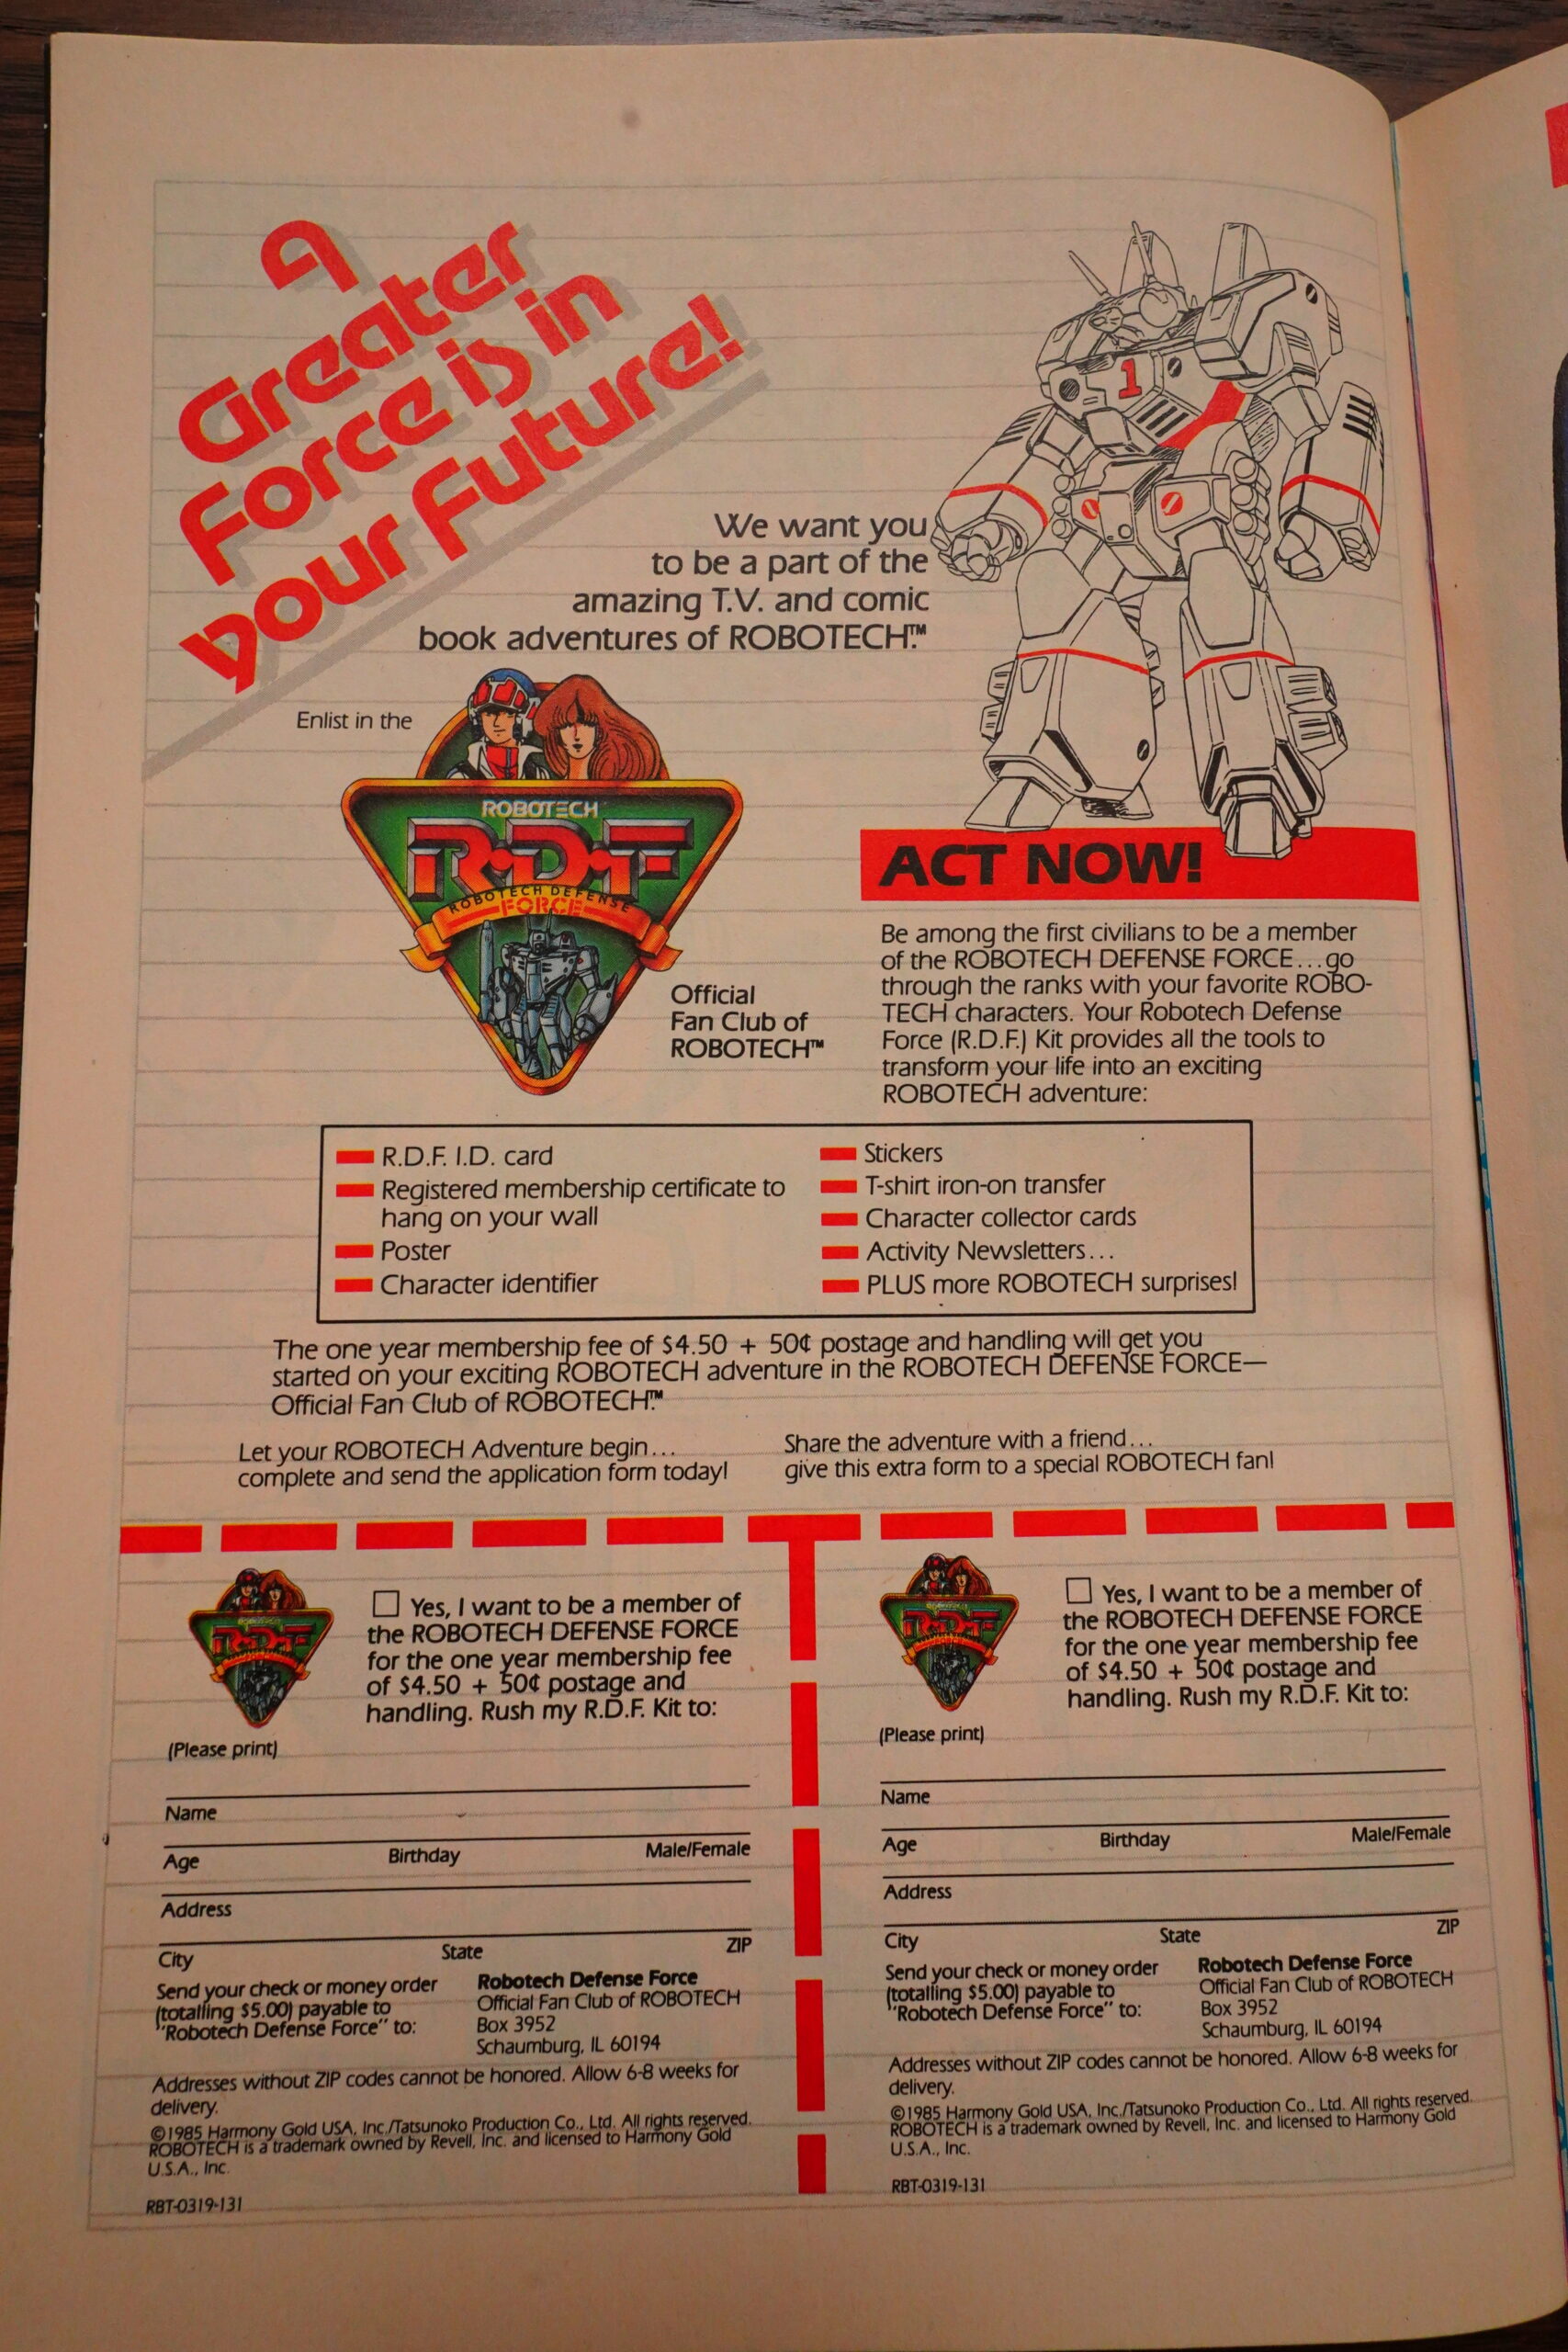 A
Greater
Force is in
your Future!
We want you
to be a part of the
amazing T.V. and comic
book adventures of ROBOTECH™.
1
Enlist in the
ROBOTECH
R·D·F
ROBOTECH DEFENSE
FORCE
Official
Fan Club of
ROBOTECH™
ACT NOW!
Be among the first civilians to be a member
of the ROBOTECH DEFENSE FORCE...go
through the ranks with your favorite ROBO-
TECH characters. Your Robotech Defense
Force (R.D.F.) Kit provides all the tools to
transform your life into an exciting
ROBOTECH adventure:
R.D.F. I.D. card
Registered membership certificate to
hang on your wall
Poster
Character identifier
Stickers
T-shirt iron-on transfer
Character collector cards
Activity Newsletters...
PLUS more ROBOTECH surprises!
The one year membership fee of $4.50 + 50¢ postage and handling will get you
started on your exciting ROBOTECH adventure in the ROBOTECH DEFENSE FORCE—
Official Fan Club of ROBOTECH™.
Let your ROBOTECH Adventure begin...
complete and send the application form today!
Share the adventure with a friend...
give this extra form to a special ROBOTECH fan!
R·D·F
Yes, I want to be a member of
the ROBOTECH DEFENSE FORCE
for the one year membership fee
of $4.50 + 50¢ postage and
handling. Rush my R.D.F. Kit to:
(Please print)
Name
Age Birthday Male/Female
Address
City State ZIP
Send your check or money order
(totalling $5.00) payable to
"Robotech Defense Force" to:
Robotech Defense Force
Official Fan Club of ROBOTECH
Box 3952
Schaumburg, IL 60194
Addresses without ZIP codes cannot be honored. Allow 6-8 weeks for
delivery.
©1985 Harmony Gold USA, Inc./Tatsunoko Production Co., Ltd. All rights reserved.
ROBOTECH is a trademark owned by Revell, Inc. and licensed to Harmony Gold
U.S.A., Inc.
RBT-0319-131
R·D·F
Yes, I want to be a member of
the ROBOTECH DEFENSE FORCE
for the one year membership fee
of $4.50 + 50¢ postage and
handling. Rush my R.D.F. Kit to:
(Please print)
Name
Age Birthday Male/Female
Address
City State ZIP
Send your check or money order
(totalling $5.00) payable to
"Robotech Defense Force" to:
Robotech Defense Force
Official Fan Club of ROBOTECH
Box 3952
Schaumburg, IL 60194
Addresses without ZIP codes cannot be honored. Allow 6-8 weeks for
delivery.
©1985 Harmony Gold USA, Inc./Tatsunoko Production Co., Ltd. All rights reserved.
ROBOTECH is a trademark owned by Revell, Inc. and licensed to Harmony Gold
U.S.A., Inc.
RBT-0319-131